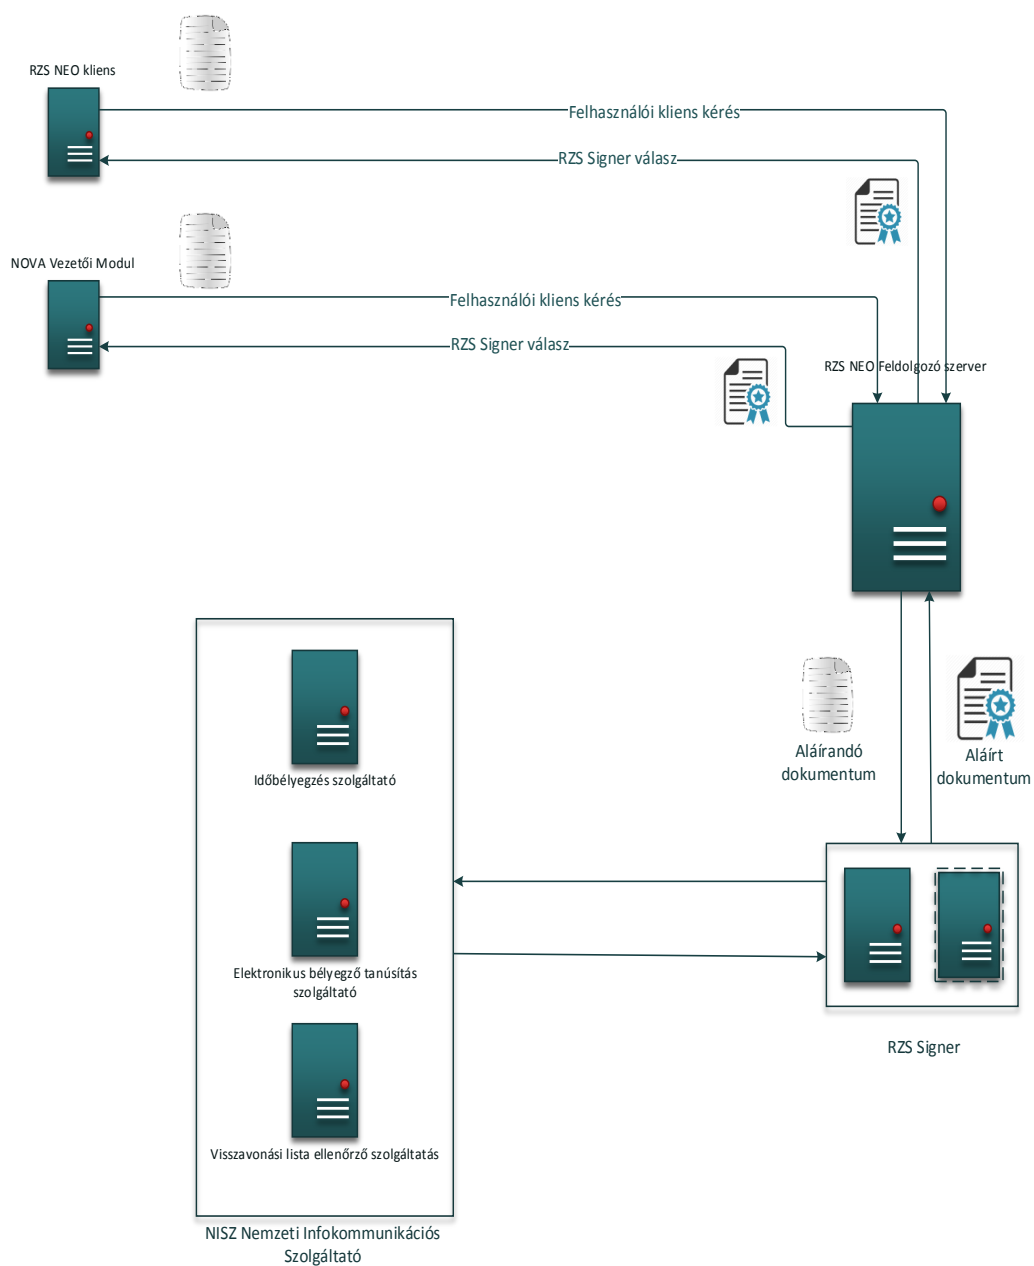 RZS NEO kliens
Felhasználói kliens kérés
RZS Signer válasz
NOVA Vezetői Modul
Felhasználói kliens kérés
RZS Signer válasz
RZS NEO Feldolgozó szerver
Aláírandó
dokumentum
Aláírt
dokumentum
Időbélyegzés szolgáltató
Elektronikus bélyegző tanúsítás
szolgáltató
RZS Signer
Visszavonási lista ellenőrző szolgáltatás
NISZ Nemzeti Infokommunikációs
Szolgáltató